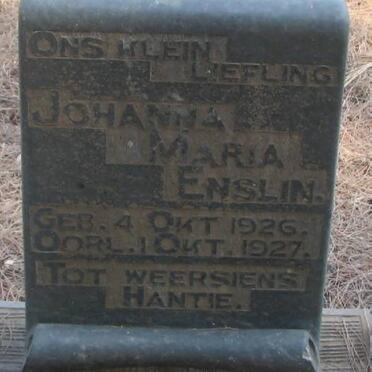 ONS KLEIN
LIEFLING
JOHANNA
MARIA
ENSLIN.
GEB. 4 OKT 1926.
OORL. 1 OKT. 1927.
TOT WEERSIENS
HANTIE.